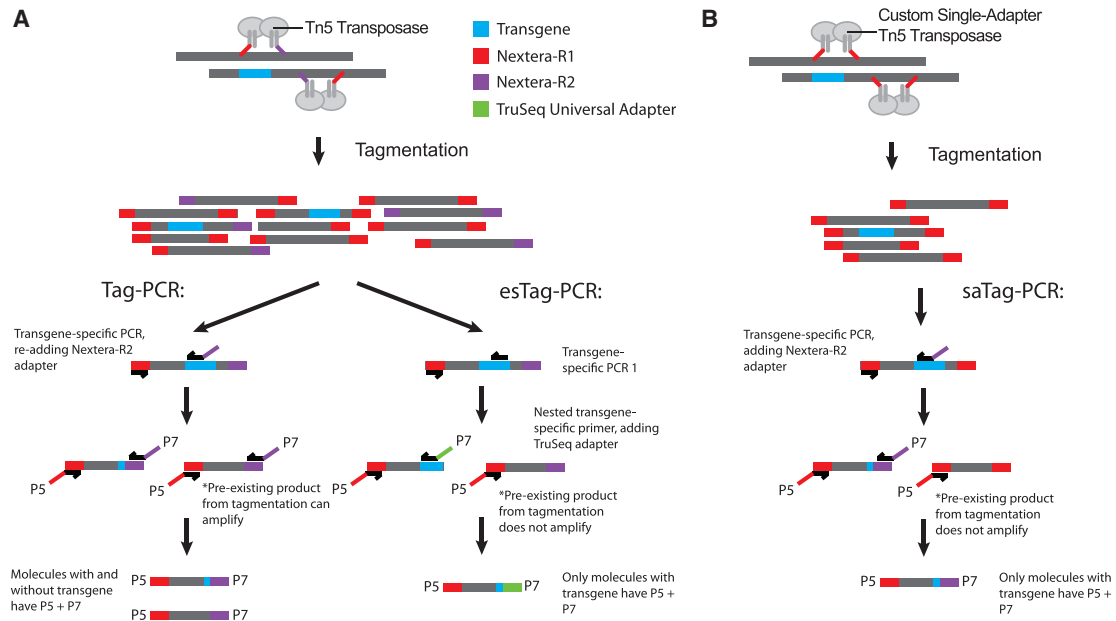 A
Tn5 Transposase
Transgene
Nextera-R1
Nextera-R2
TruSeq Universal Adapter
Tagmentation
Tag-PCR:
esTag-PCR:
Transgene-specific PCR,
re-adding Nextera-R2
adapter
Transgene-
specific PCR 1
Nested transgene-
specific primer, adding
TruSeq adapter
P7
P5
P7
P5
*Pre-existing product
from tagmentation can
amplify
P7
P5
P5
*Pre-existing product
from tagmentation
does not amplify
Molecules with and
without transgene
have P5 + P7
P5
P7
P5
P7
P5
P7
Only molecules with
transgene have P5 +
P7
B
Custom Single-Adapter
Tn5 Transposase
Tagmentation
saTag-PCR:
Transgene-specific PCR,
adding Nextera-R2
adapter
P7
P5
P5
*Pre-existing product
from tagmentation
does not amplify
P5
P7
Only molecules with
transgene have P5 +
P7